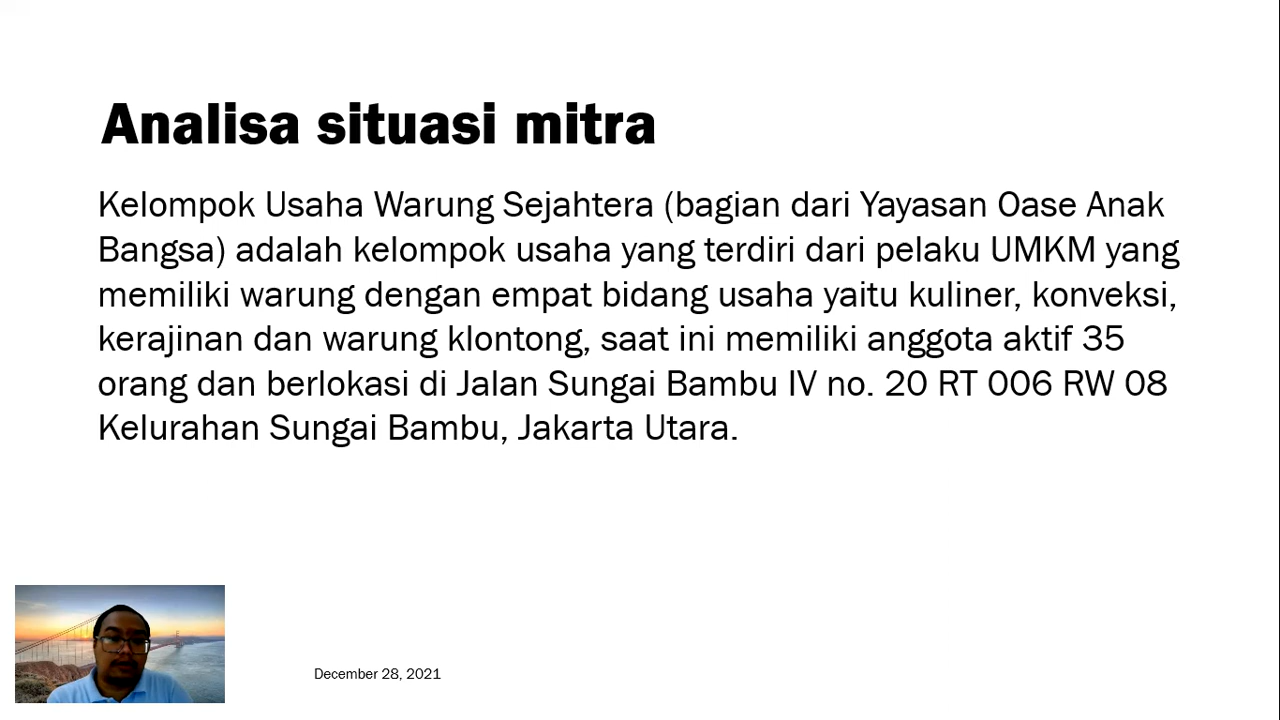 Analisa situasi mitra
Kelompok Usaha Warung Sejahtera (bagian dari Yayasan Oase Anak
Bangsa) adalah kelompok usaha yang terdiri dari pelaku UMKM yang
memiliki warung dengan empat bidang usaha yaitu kuliner, konveksi,
kerajinan dan warung klontong, saat ini memiliki anggota aktif 35
orang dan berlokasi di Jalan Sungai Bambu IV no. 20 RT 006 RW 08
Kelurahan Sungai Bambu, Jakarta Utara.
December 28, 2021